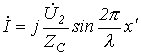 İ = j U̇₂/Z_C sin 2π/λ x'